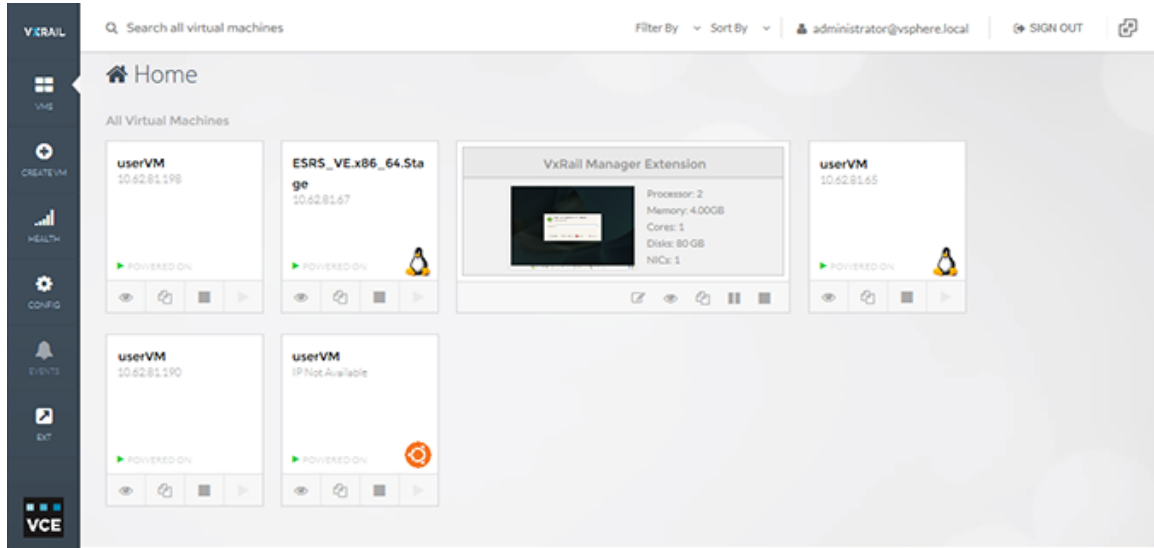 VXRAIL
Search all virtual machines
Filter By
Sort By
administrator@vsphere.local
SIGN OUT
VMS
CREATE VM
HEALTH
CONFIG
EVENTS
EXT
VCE
Home
All Virtual Machines
userVM
10.62.81.198
POWERED ON
ESRS_VE.x86_64.Sta
ge
10.62.81.67
POWERED ON
VxRail Manager Extension
Processor: 2
Memory: 4.00GB
Cores: 1
Disks: 80 GB
NICs: 1
userVM
10.62.81.65
POWERED ON
userVM
10.62.81.190
POWERED ON
userVM
IP Not Available
POWERED ON